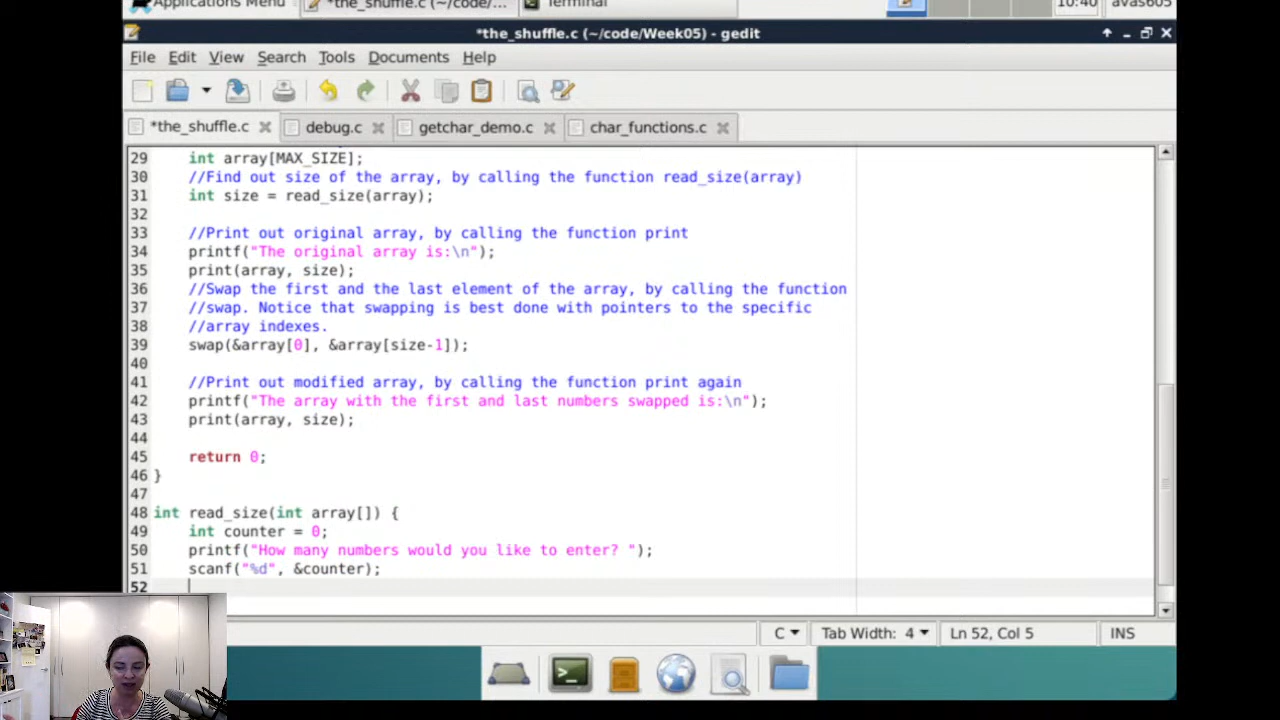 Applications Menu *the_shuffle.c (~/code/... Terminal 10:40 avas605
*the_shuffle.c (~/code/Week05) - gedit
File Edit View Search Tools Documents Help
*the_shuffle.c debug.c getchar_demo.c char_functions.c
29 int array[MAX_SIZE];
30 //Find out size of the array, by calling the function read_size(array)
31 int size = read_size(array);
32
33 //Print out original array, by calling the function print
34 printf("The original array is:\n");
35 print(array, size);
36 //Swap the first and the last element of the array, by calling the function
37 //swap. Notice that swapping is best done with pointers to the specific
38 //array indexes.
39 swap(&array[0], &array[size-1]);
40
41 //Print out modified array, by calling the function print again
42 printf("The array with the first and last numbers swapped is:\n");
43 print(array, size);
44
45 return 0;
46 }
47
48 int read_size(int array[]) {
49 int counter = 0;
50 printf("How many numbers would you like to enter? ");
51 scanf("%d", &counter);
52
C Tab Width: 4 Ln 52, Col 5 INS